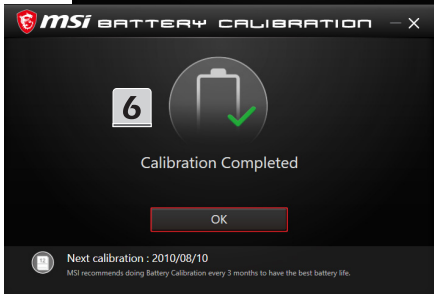 msi BATTERY CALIBRATION
6
Calibration Completed
OK
Next calibration : 2010/08/10
MSI recommends doing Battery Calibration every 3 months to have the best battery life.